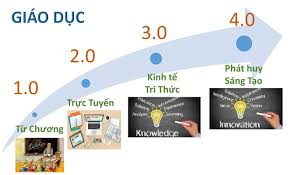 GIÁO DỤC
4.0
3.0
2.0
1.0
Phát huy
Sáng Tạo
Kinh tế
Tri Thức
Trực Tuyến
Từ Chương
Knowledge
Innovation